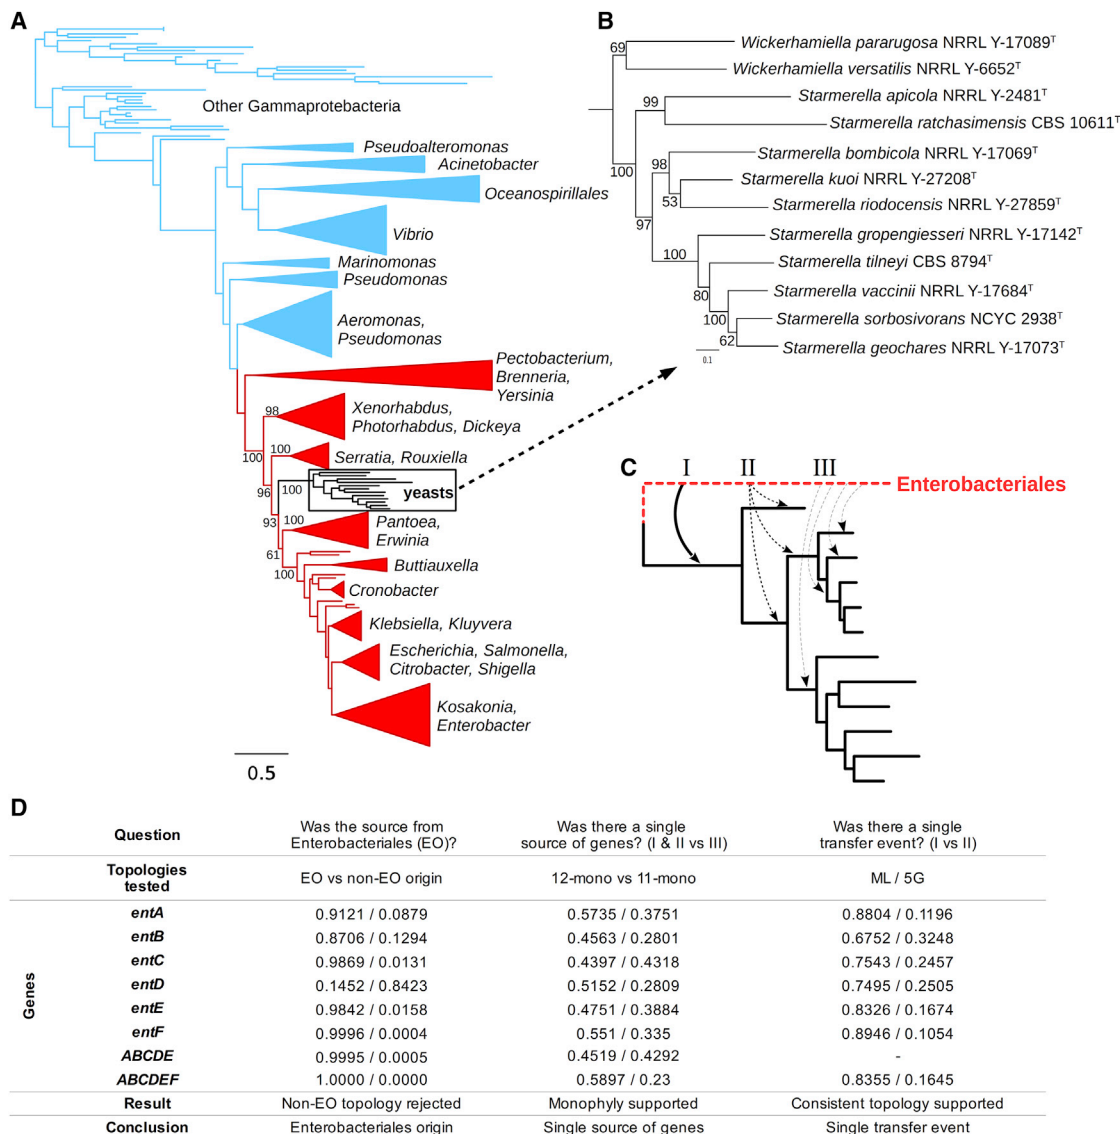 A
Other Gammaprotebacteria
Pseudoalteromonas
Acinetobacter
Oceanospirillales
Vibrio
Marinomonas
Pseudomonas
Aeromonas,
Pseudomonas
Pectobacterium,
Brenneria,
Yersinia
98
Xenorhabdus,
Photorhabdus, Dickeya
100
100
Serratia, Rouxiella
96
100
yeasts
93
100
Pantoea,
Erwinia
61
100
Buttiauxella
Cronobacter
Klebsiella, Kluyvera
Escherichia, Salmonella,
Citrobacter, Shigella
Kosakonia,
Enterobacter
0.5
B
69
Wickerhamiella pararugosa NRRL Y-17089T
Wickerhamiella versatilis NRRL Y-6652T
99
Starmerella apicola NRRL Y-2481T
Starmerella ratchasimensis CBS 10611T
100
98
Starmerella bombicola NRRL Y-17069T
Starmerella kuoi NRRL Y-27208T
53
Starmerella riodocensis NRRL Y-27859T
97
100
Starmerella gropengiesseri NRRL Y-17142T
Starmerella tilneyi CBS 8794T
80
Starmerella vaccinii NRRL Y-17684T
100
Starmerella sorbosivorans NCYC 2938T
62
Starmerella geochares NRRL Y-17073T
0.1
C
I II III
Enterobacteriales
D
Question Was the source from Enterobacteriales (EO)? Was there a single source of genes? (I & II vs III) Was there a single transfer event? (I vs II)
Topologies tested EO vs non-EO origin 12-mono vs 11-mono ML / 5G
Genes
entA 0.9121 / 0.0879 0.5735 / 0.3751 0.8804 / 0.1196
entB 0.8706 / 0.1294 0.4563 / 0.2801 0.6752 / 0.3248
entC 0.9869 / 0.0131 0.4397 / 0.4318 0.7543 / 0.2457
entD 0.1452 / 0.8423 0.5152 / 0.2809 0.7495 / 0.2505
entE 0.9842 / 0.0158 0.4751 / 0.3884 0.8326 / 0.1674
entF 0.9996 / 0.0004 0.551 / 0.335 0.8946 / 0.1054
ABCDE 0.9995 / 0.0005 0.4519 / 0.4292 -
ABCDEF 1.0000 / 0.0000 0.5897 / 0.23 0.8355 / 0.1645
Result Non-EO topology rejected Monophyly supported Consistent topology supported
Conclusion Enterobacteriales origin Single source of genes Single transfer event